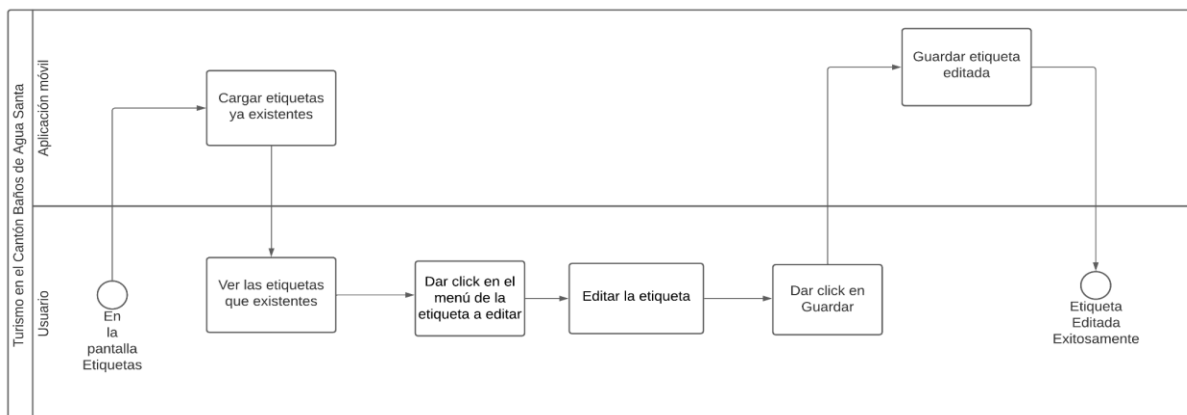 Turismo en el Cantón Baños de Agua Santa
Aplicación móvil
Cargar etiquetas
ya existentes
Guardar etiqueta
editada
Usuario
En
la
pantalla
Etiquetas
Ver las etiquetas
que existentes
Dar click en el
menú de la
etiqueta a editar
Editar la etiqueta
Dar click en
Guardar
Etiqueta
Editada
Exitosamente